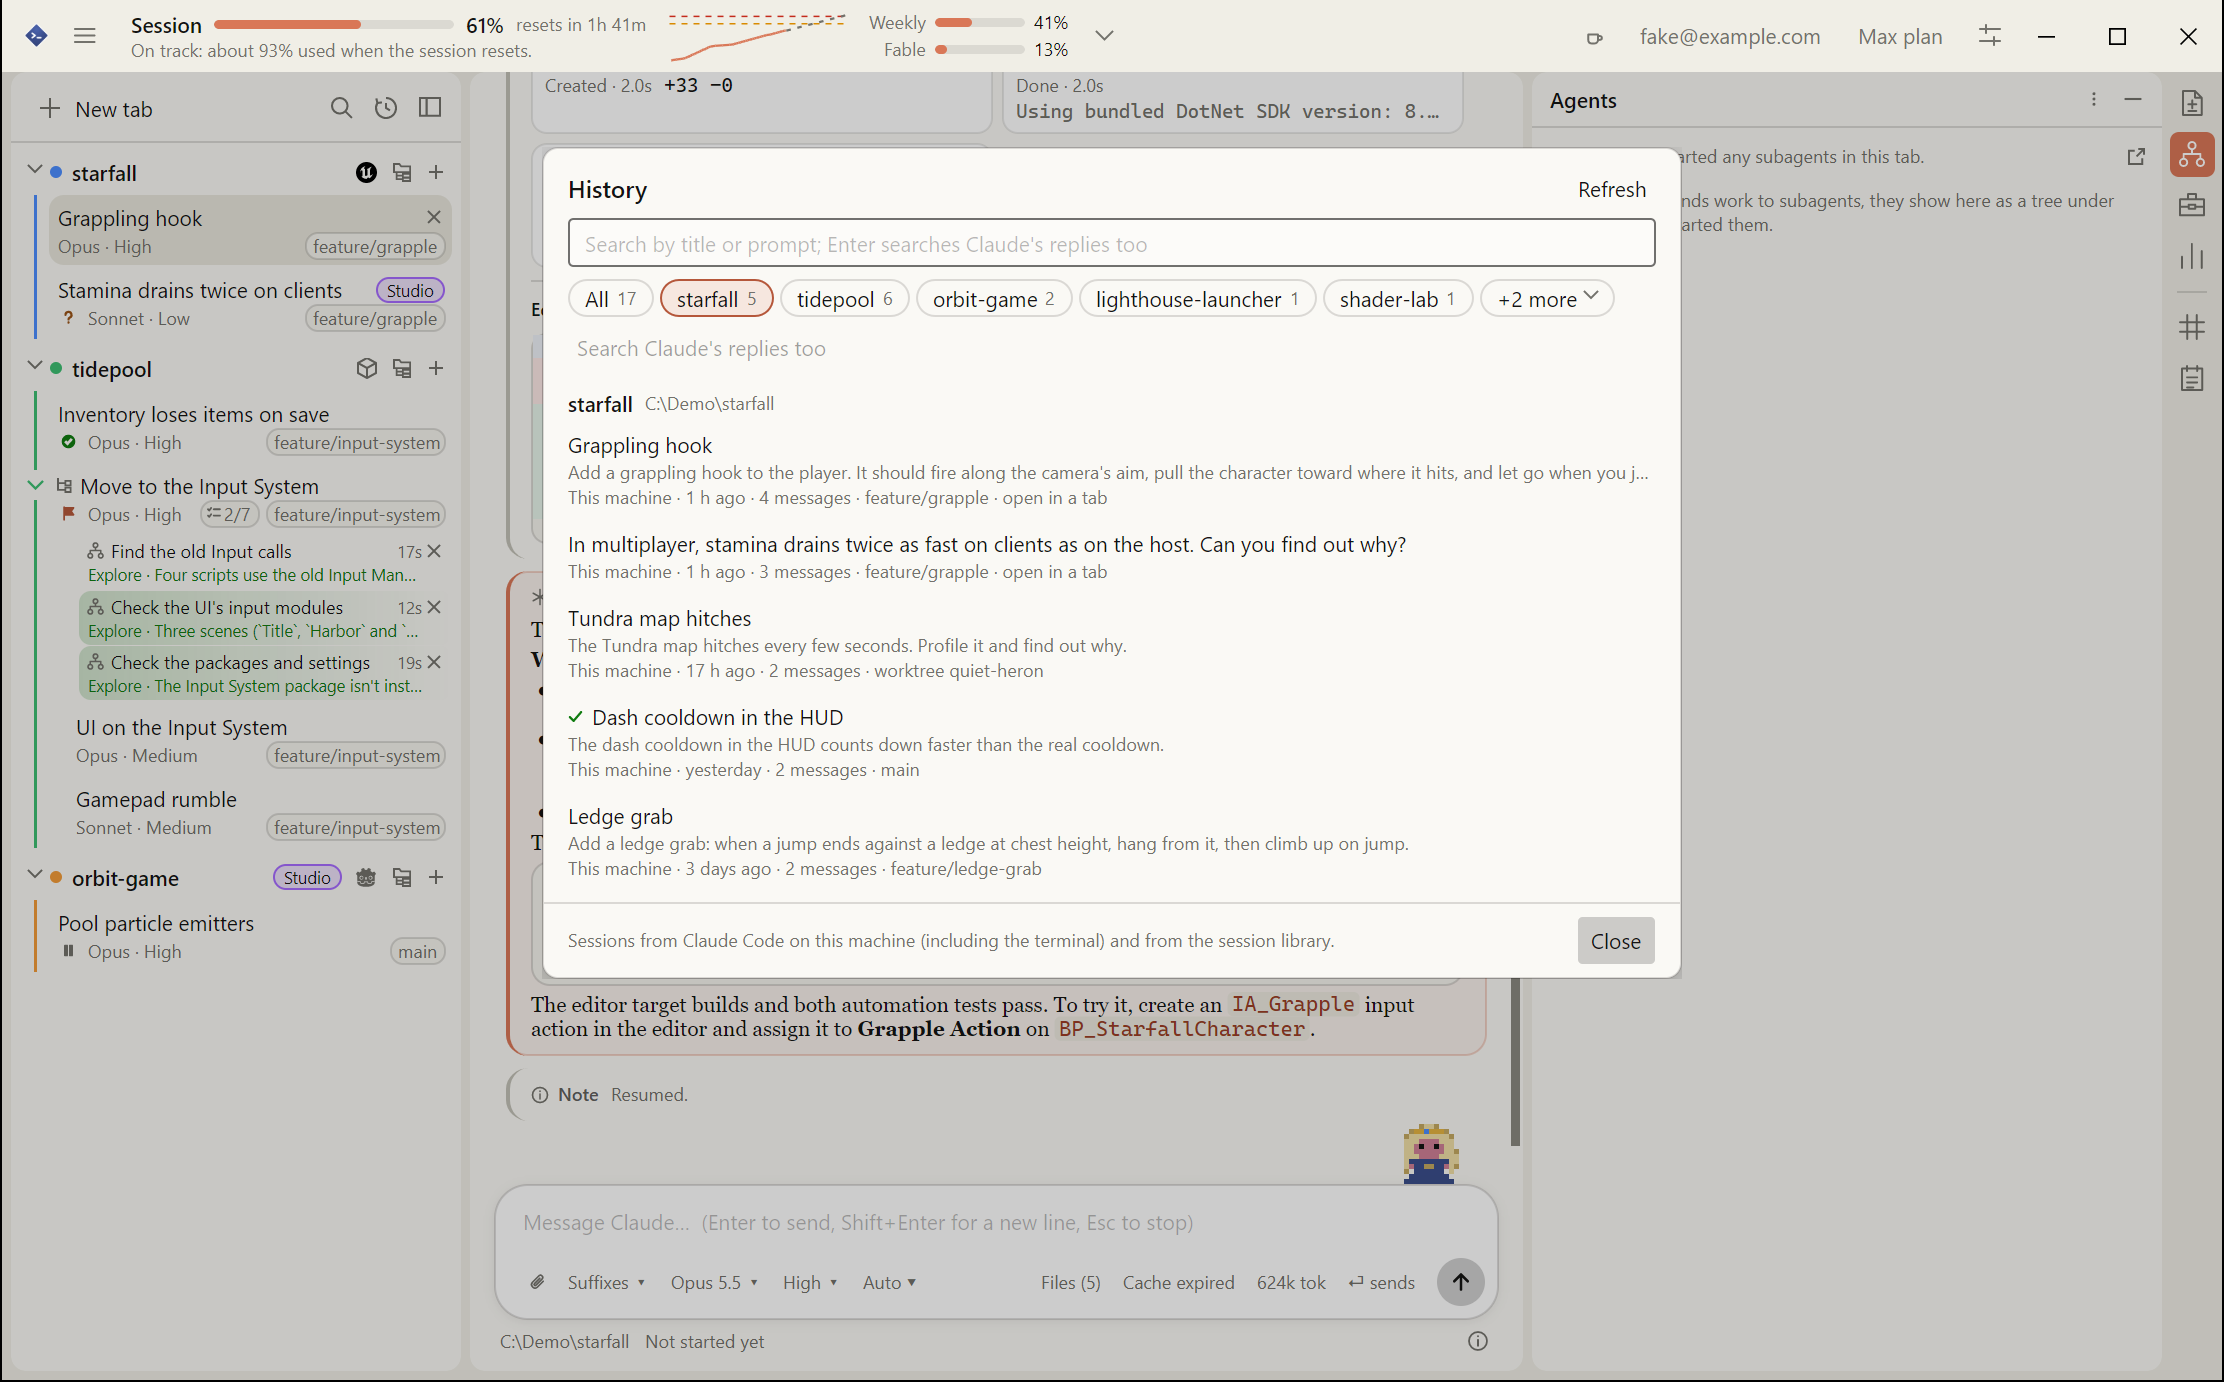 Session 61% resets in 1h 41m
On track: about 93% used when the session resets.
Weekly 41%
Fable 13%
fake@example.com Max plan
New tab
starfall
Grappling hook
Opus · High feature/grapple
Stamina drains twice on clients Studio
? Sonnet · Low feature/grapple
tidepool
Inventory loses items on save
Opus · High feature/input-system
Move to the Input System
Opus · High 2/7 feature/input-system
Find the old Input calls 17s
Explore · Four scripts use the old Input Man...
Check the UI's input modules 12s
Explore · Three scenes (`Title`, `Harbor` and `...
Check the packages and settings 19s
Explore · The Input System package isn't inst...
UI on the Input System
Opus · Medium feature/input-system
Gamepad rumble
Sonnet · Medium feature/input-system
orbit-game Studio
Pool particle emitters
Opus · High main
Created · 2.0s +33 −0
Done · 2.0s
Using bundled DotNet SDK version: 8.…
History Refresh
Search by title or prompt; Enter searches Claude's replies too
All 17 starfall 5 tidepool 6 orbit-game 2 lighthouse-launcher 1 shader-lab 1 +2 more
Search Claude's replies too
starfall C:\Demo\starfall
Grappling hook
Add a grappling hook to the player. It should fire along the camera's aim, pull the character toward where it hits, and let go when you j...
This machine · 1 h ago · 4 messages · feature/grapple · open in a tab
In multiplayer, stamina drains twice as fast on clients as on the host. Can you find out why?
This machine · 1 h ago · 3 messages · feature/grapple · open in a tab
Tundra map hitches
The Tundra map hitches every few seconds. Profile it and find out why.
This machine · 17 h ago · 2 messages · worktree quiet-heron
Dash cooldown in the HUD
The dash cooldown in the HUD counts down faster than the real cooldown.
This machine · yesterday · 2 messages · main
Ledge grab
Add a ledge grab: when a jump ends against a ledge at chest height, hang from it, then climb up on jump.
This machine · 3 days ago · 2 messages · feature/ledge-grab
Sessions from Claude Code on this machine (including the terminal) and from the session library.
Close
The editor target builds and both automation tests pass. To try it, create an IA_Grapple input
action in the editor and assign it to Grapple Action on BP_StarfallCharacter.
Note Resumed.
Message Claude... (Enter to send, Shift+Enter for a new line, Esc to stop)
Suffixes Opus 5.5 High Auto Files (5) Cache expired 624k tok sends
C:\Demo\starfall Not started yet
Agents
arted any subagents in this tab.
nds work to subagents, they show here as a tree under
arted them.